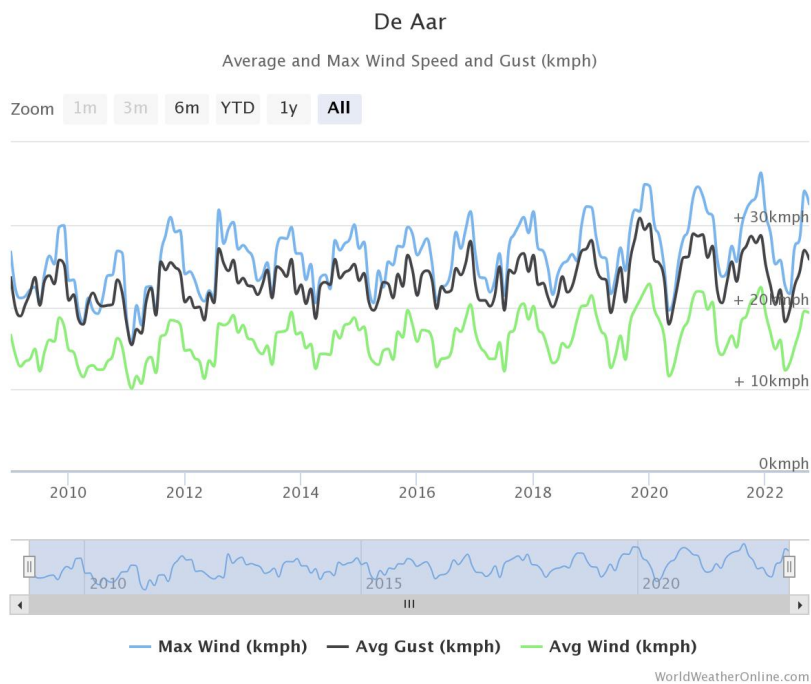 De Aar
Average and Max Wind Speed and Gust (kmph)
Zoom 1m 3m 6m YTD 1y All
+ 30kmph
+ 20kmph
+ 10kmph
0kmph
2010 2012 2014 2016 2018 2020 2022
2010 2015 2020
Max Wind (kmph) Avg Gust (kmph) Avg Wind (kmph)
WorldWeatherOnline.com